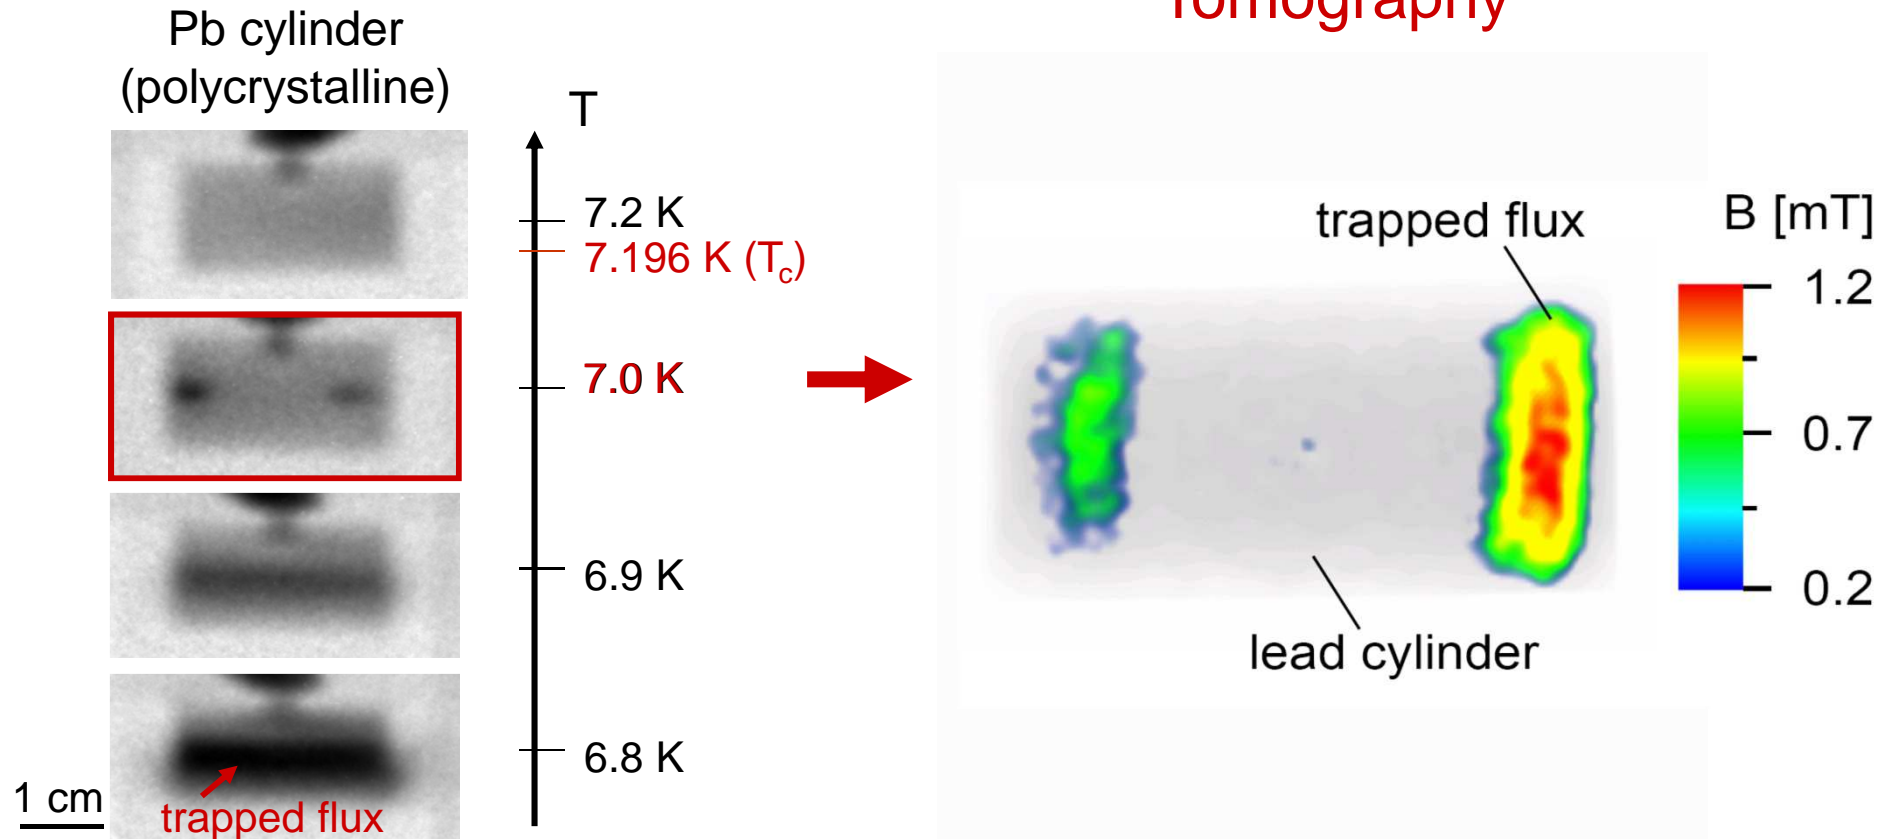 Tomography
Pb cylinder
(polycrystalline)
T
7.2 K
7.196 K (Tc)
7.0 K
6.9 K
6.8 K
1 cm
trapped flux
trapped flux
lead cylinder
B [mT]
1.2
0.7
0.2